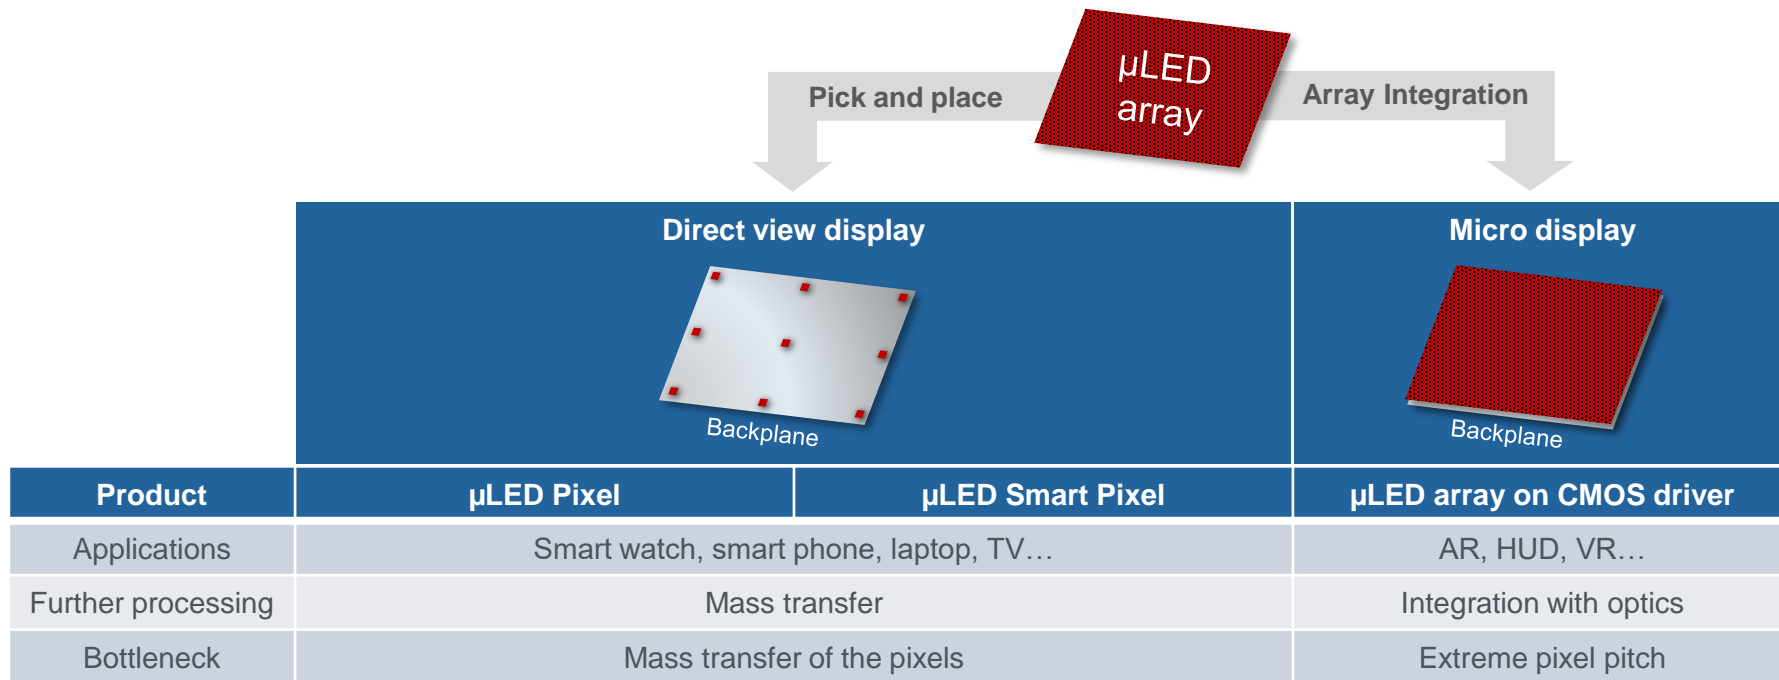 µLED
array
Pick and place
Array Integration
Direct view display
Micro display
Backplane
Backplane
Product
µLED Pixel
µLED Smart Pixel
µLED array on CMOS driver
Applications
Smart watch, smart phone, laptop, TV…
AR, HUD, VR…
Further processing
Mass transfer
Integration with optics
Bottleneck
Mass transfer of the pixels
Extreme pixel pitch